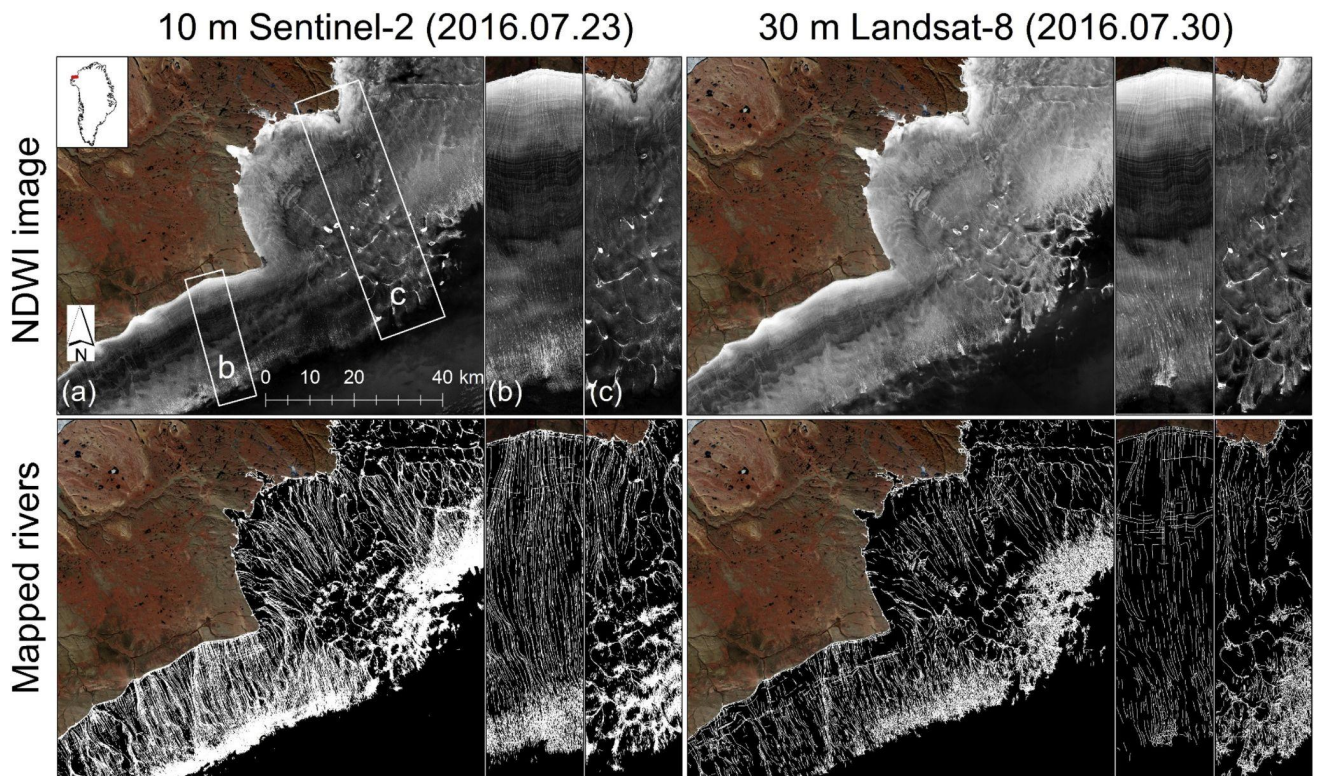 10 m Sentinel-2 (2016.07.23)
30 m Landsat-8 (2016.07.30)
NDWI image
c
b
N
0 10 20 40 km
(a)
(b)
(c)
Mapped rivers